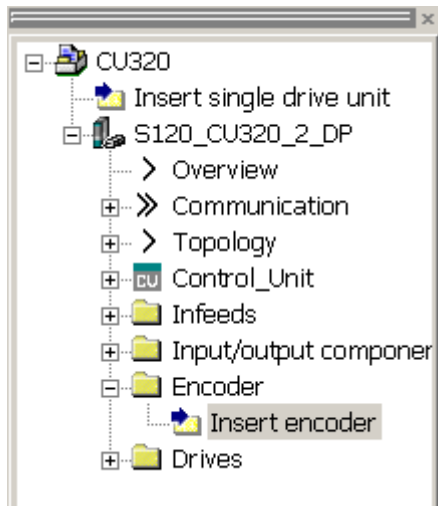 CU320
Insert single drive unit
S120_CU320_2_DP
Overview
Communication
Topology
CU Control_Unit
Infeeds
Input/output componer
Encoder
Insert encoder
Drives